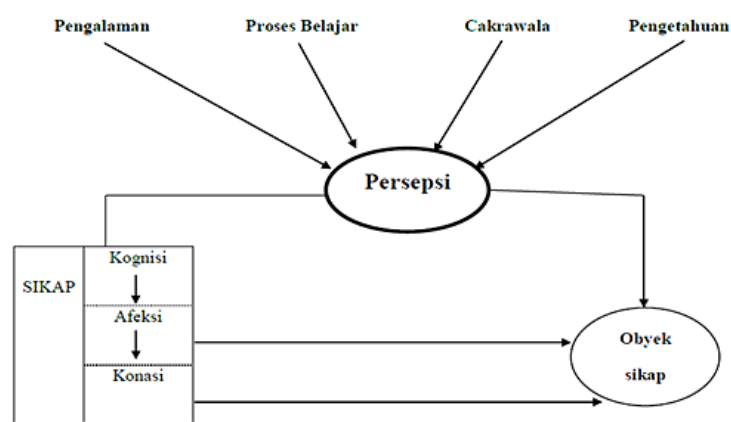 Pengalaman Proses Belajar Cakrawala Pengetahuan
Persepsi
Kognisi
SIKAP
Afeksi
Konasi
Obyek
sikap